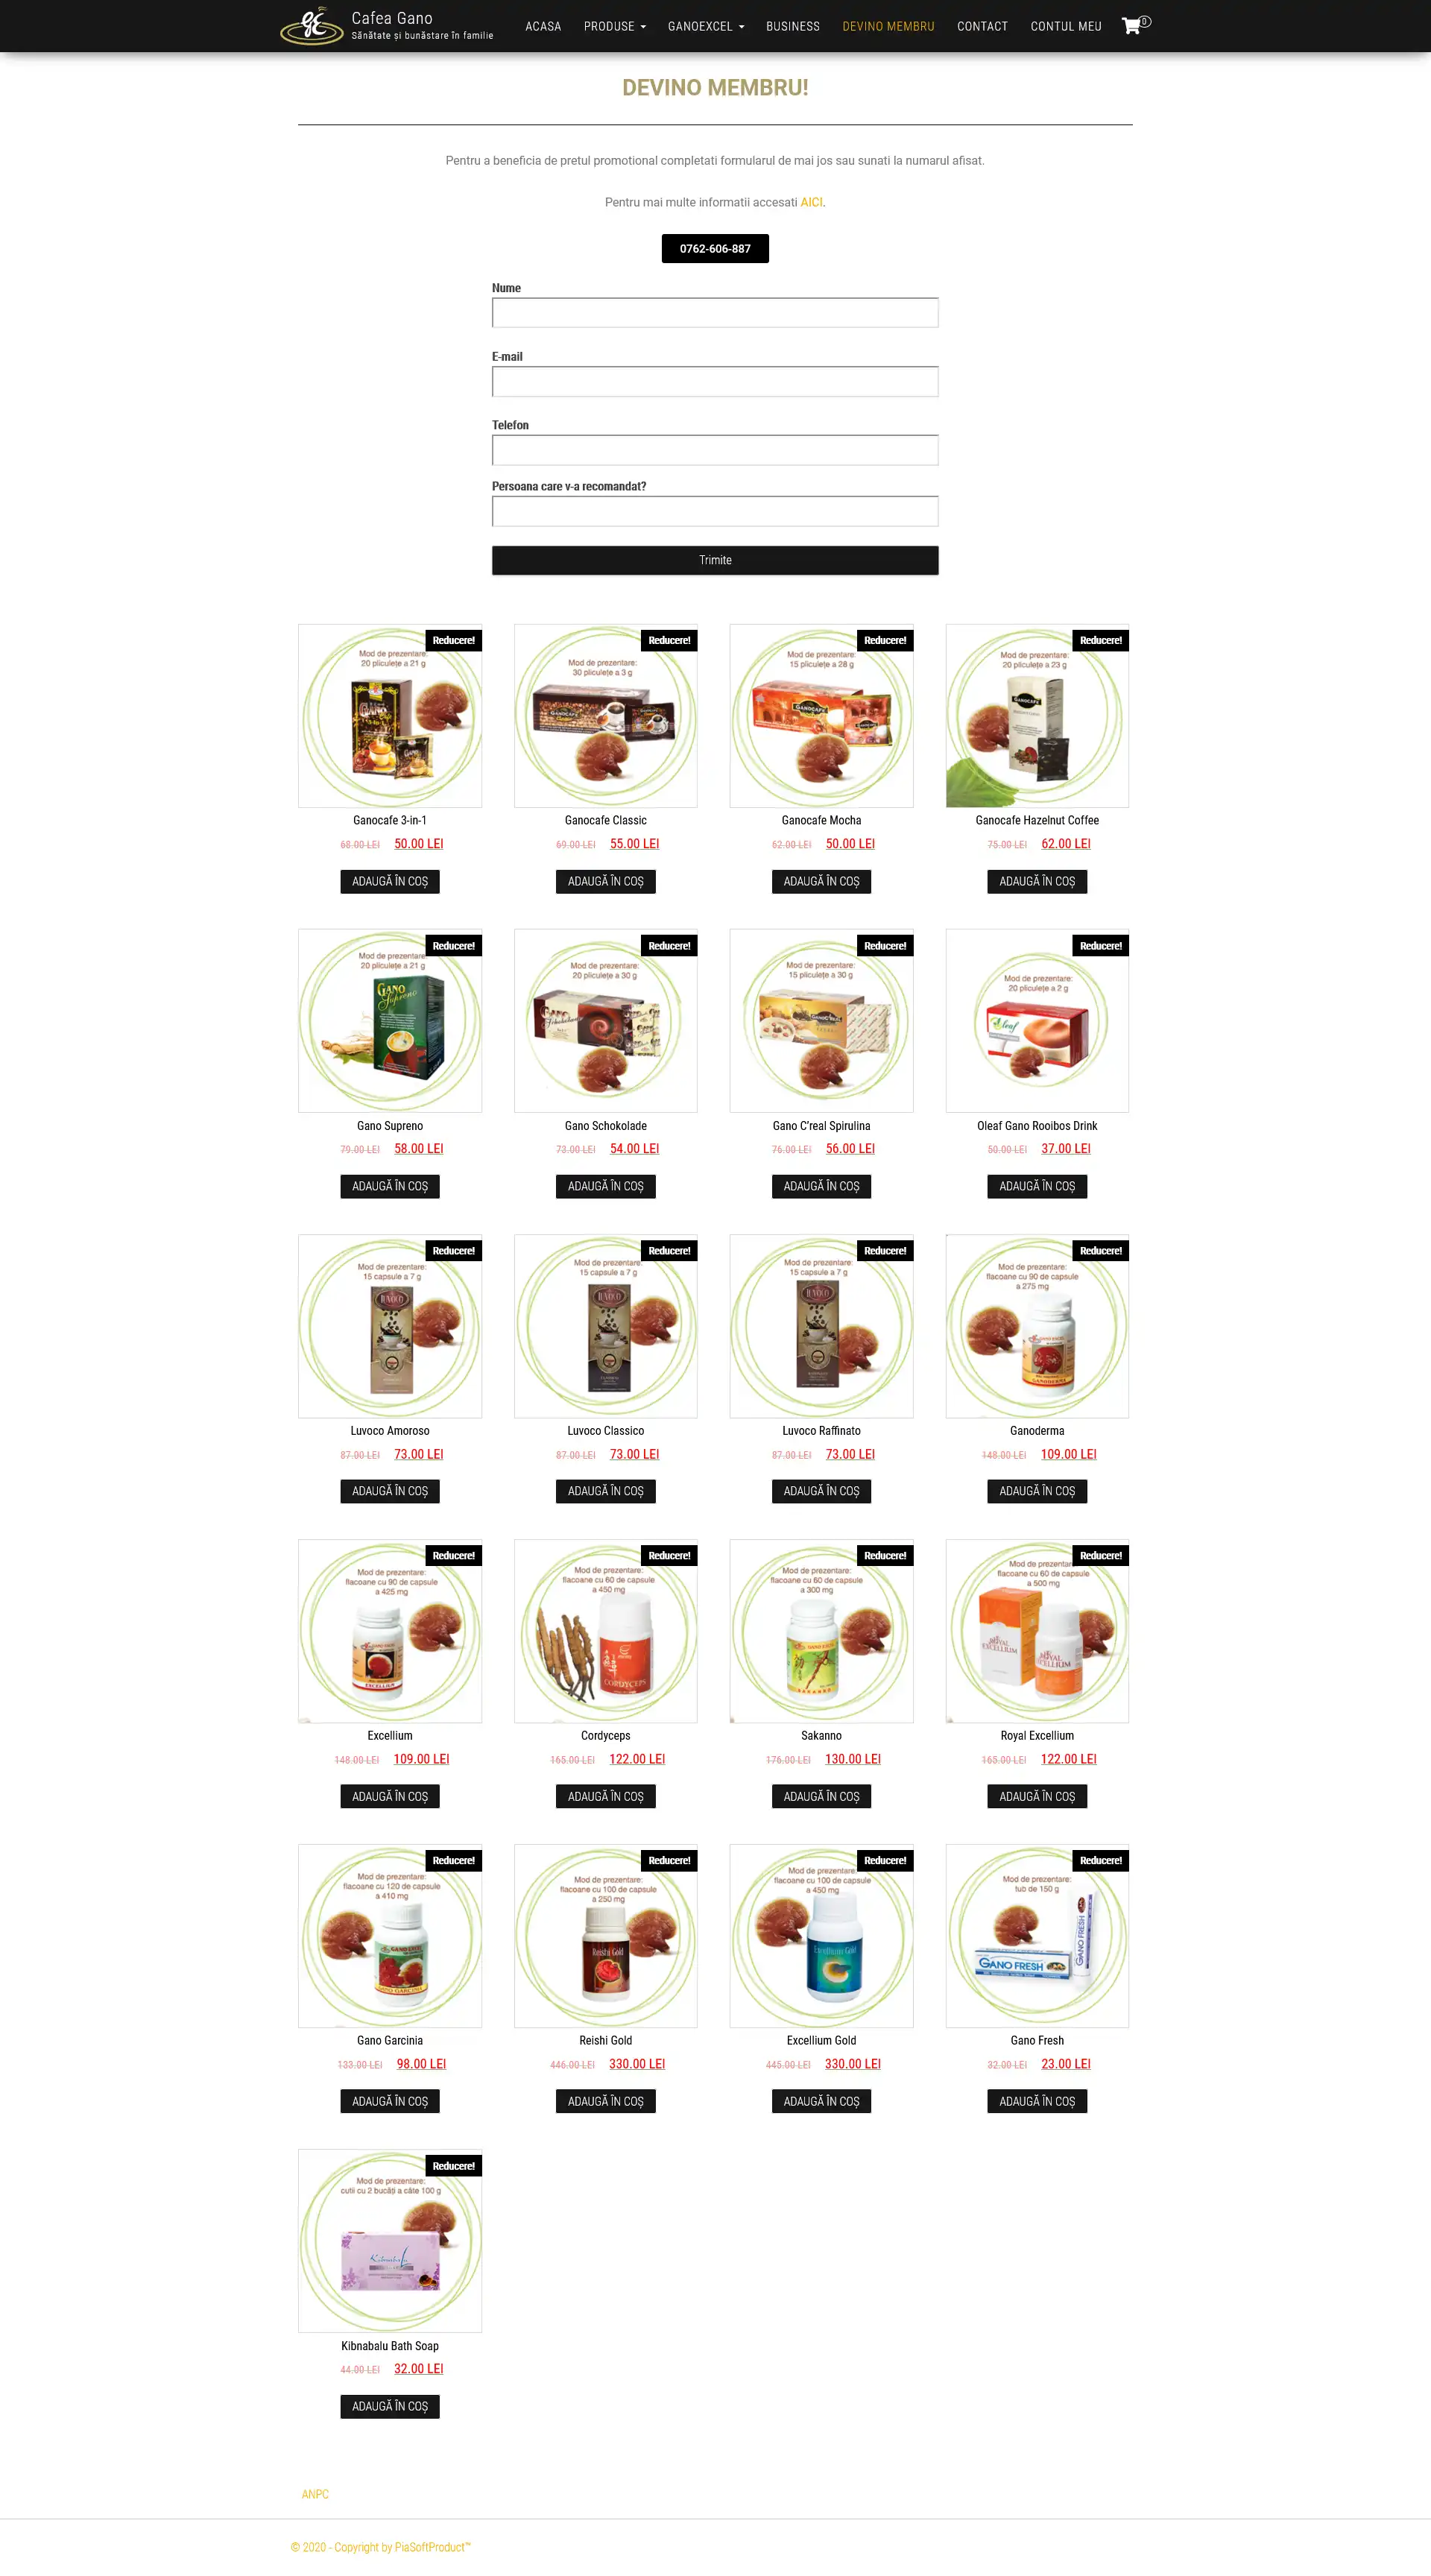 Cafea Gano
Sănătate și bunăstare în familie
ACASA PRODUSE GANOEXCEL BUSINESS DEVINO MEMBRU CONTACT CONTUL MEU 0
DEVINO MEMBRU!
Pentru a beneficia de pretul promotional completati formularul de mai jos sau sunati la numarul afisat.
Pentru mai multe informatii accesati AICI.
0762-606-887
Nume
E-mail
Telefon
Persoana care v-a recomandat?
Trimite
Reducere! Reducere! Reducere! Reducere!
Mod de prezentare: 20 pliculețe a 21 g
Mod de prezentare: 30 pliculețe a 3 g
Mod de prezentare: 15 pliculețe a 28 g
Mod de prezentare: 20 pliculețe a 23 g
Ganocafe 3-in-1 Ganocafe Classic Ganocafe Mocha Ganocafe Hazelnut Coffee
68.00 LEI 50.00 LEI 69.00 LEI 55.00 LEI 62.00 LEI 50.00 LEI 75.00 LEI 62.00 LEI
ADAUGĂ ÎN COȘ ADAUGĂ ÎN COȘ ADAUGĂ ÎN COȘ ADAUGĂ ÎN COȘ
Reducere! Reducere! Reducere! Reducere!
Mod de prezentare: 20 pliculețe a 21 g
Mod de prezentare: 20 pliculețe a 30 g
Mod de prezentare: 15 pliculețe a 30 g
Mod de prezentare: 20 pliculețe a 2 g
Gano Supreno Gano Schokolade Gano C’real Spirulina Oleaf Gano Rooibos Drink
79.00 LEI 58.00 LEI 73.00 LEI 54.00 LEI 76.00 LEI 56.00 LEI 50.00 LEI 37.00 LEI
ADAUGĂ ÎN COȘ ADAUGĂ ÎN COȘ ADAUGĂ ÎN COȘ ADAUGĂ ÎN COȘ
Reducere! Reducere! Reducere! Reducere!
Mod de prezentare: 15 capsule a 7 g
Mod de prezentare: 15 capsule a 7 g
Mod de prezentare: 15 capsule a 7 g
Mod de prezentare: flacoane cu 90 de capsule a 275 mg
Luvoco Amoroso Luvoco Classico Luvoco Raffinato Ganoderma
87.00 LEI 73.00 LEI 87.00 LEI 73.00 LEI 87.00 LEI 73.00 LEI 148.00 LEI 109.00 LEI
ADAUGĂ ÎN COȘ ADAUGĂ ÎN COȘ ADAUGĂ ÎN COȘ ADAUGĂ ÎN COȘ
Reducere! Reducere! Reducere! Reducere!
Mod de prezentare: flacoane cu 90 de capsule a 425 mg
Mod de prezentare: flacoane cu 60 de capsule a 450 mg
Mod de prezentare: flacoane cu 60 de capsule a 300 mg
Mod de prezentare: flacoane cu 60 de capsule a 500 mg
Excellium Cordyceps Sakanno Royal Excellium
148.00 LEI 109.00 LEI 165.00 LEI 122.00 LEI 176.00 LEI 130.00 LEI 165.00 LEI 122.00 LEI
ADAUGĂ ÎN COȘ ADAUGĂ ÎN COȘ ADAUGĂ ÎN COȘ ADAUGĂ ÎN COȘ
Reducere! Reducere! Reducere! Reducere!
Mod de prezentare: flacoane cu 120 de capsule a 410 mg
Mod de prezentare: flacoane cu 100 de capsule a 250 mg
Mod de prezentare: flacoane cu 100 de capsule a 450 mg
Mod de prezentare: tub de 150 g
Gano Garcinia Reishi Gold Excellium Gold Gano Fresh
133.00 LEI 98.00 LEI 446.00 LEI 330.00 LEI 445.00 LEI 330.00 LEI 32.00 LEI 23.00 LEI
ADAUGĂ ÎN COȘ ADAUGĂ ÎN COȘ ADAUGĂ ÎN COȘ ADAUGĂ ÎN COȘ
Reducere!
Mod de prezentare:
cutii cu 2 bucăți a câte 100 g
Kibnabalu Bath Soap
44.00 LEI 32.00 LEI
ADAUGĂ ÎN COȘ
ANPC
© 2020 - Copyright by PiaSoftProduct™